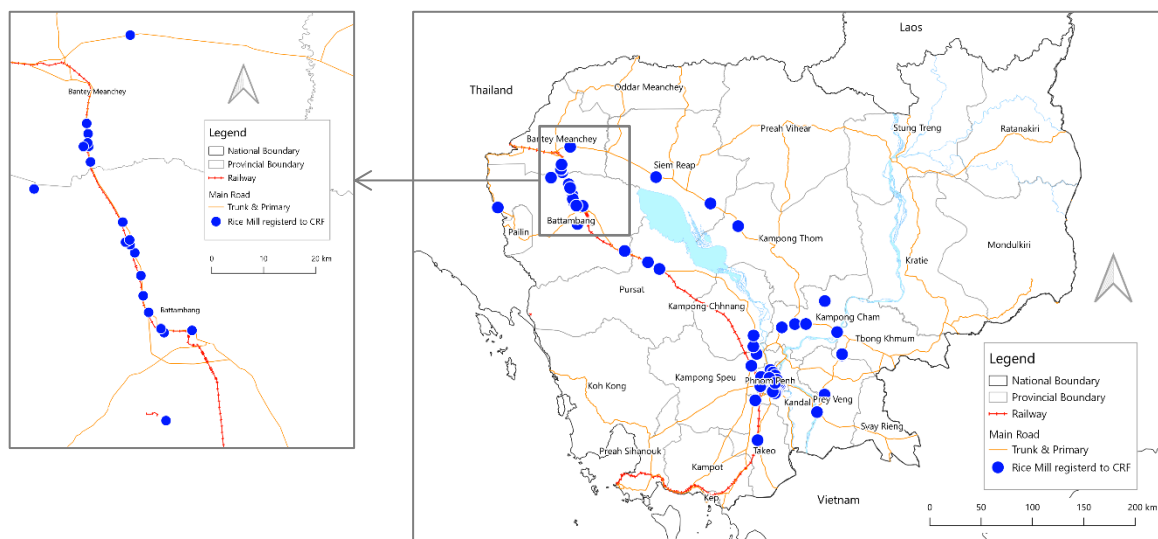 Bantey Meanchey
Legend
National Boundary
Provincial Boundary
Railway
Main Road
Trunk & Primary
Rice Mill registerd to CRF
0 10 20 km
Battambang
Laos
Thailand
Oddar Meanchey
Stung Treng
Ratanakiri
Preah Vihear
Bantey Meanchey
Siem Reap
Battambang
Pailin
Kampong Thom
Mondulkiri
Kratie
Pursat
Kampong Chhnang
Kampong Cham
Tbong Khmum
Kampong Speu
Phnom Penh
Koh Kong
Kandal
Prey Veng
Svay Rieng
Preah Sihanouk
Takeo
Kampot
Kep
Vietnam
Legend
National Boundary
Provincial Boundary
Railway
Main Road
Trunk & Primary
Rice Mill registerd to CRF
0 50 100 150 200 km